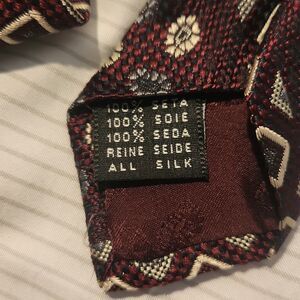 100% SETA
100% SOIE
100% SEDA
REINE SEIDE
ALL SILK